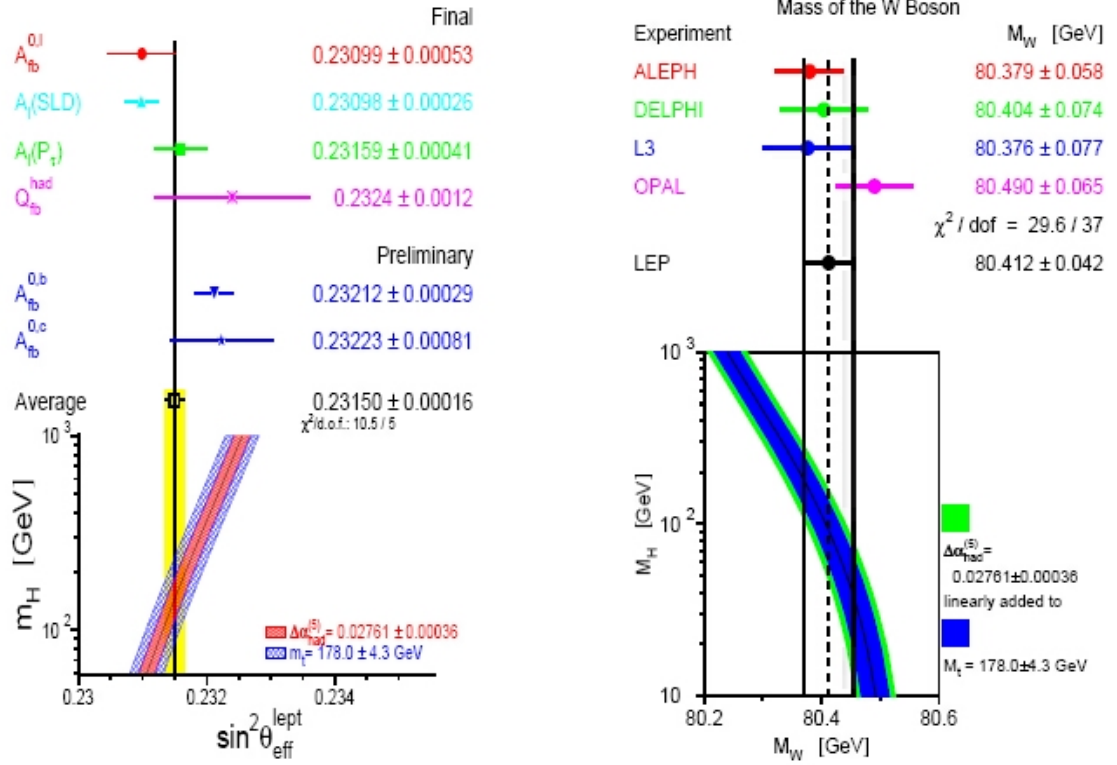 Final
A_fb^0,l 0.23099 ± 0.00053
A_l(SLD) 0.23098 ± 0.00026
A_l(P_τ) 0.23159 ± 0.00041
Q_fb^had 0.2324 ± 0.0012
Preliminary
A_fb^0,b 0.23212 ± 0.00029
A_fb^0,c 0.23223 ± 0.00081
Average 0.23150 ± 0.00016
χ²/d.o.f.: 10.5 / 5
10³
10²
m_H [GeV]
Δα_had^(5) = 0.02761 ± 0.00036
m_t = 178.0 ± 4.3 GeV
0.23 0.232 0.234
sin²θ_eff^lept
Mass of the W Boson
Experiment M_W [GeV]
ALEPH 80.379 ± 0.058
DELPHI 80.404 ± 0.074
L3 80.376 ± 0.077
OPAL 80.490 ± 0.065
χ² / dof = 29.6 / 37
LEP 80.412 ± 0.042
10³
10²
10
M_H [GeV]
Δα_had^(5) =
0.02761±0.00036
linearly added to
M_t = 178.0±4.3 GeV
80.2 80.4 80.6
M_W [GeV]